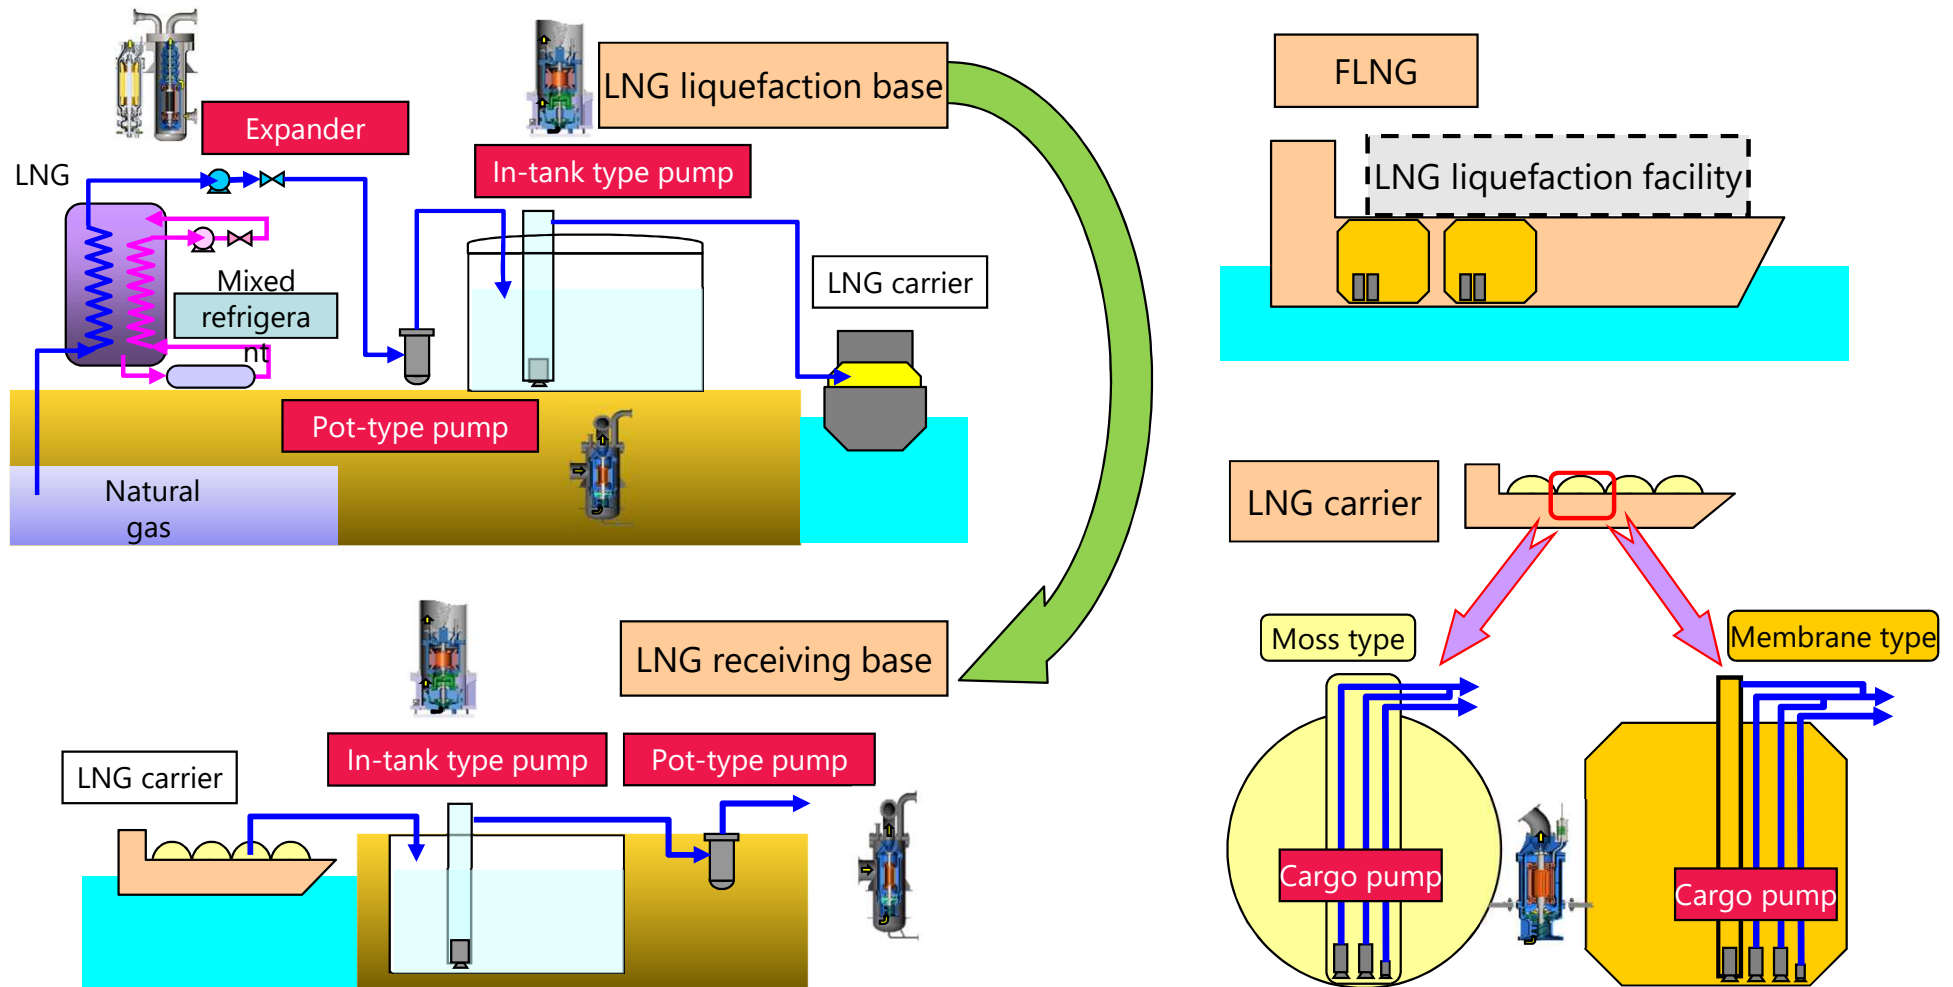 LNG liquefaction base
Expander
In-tank type pump
LNG
Mixed
refrigera
nt
LNG carrier
Pot-type pump
Natural
gas
LNG receiving base
In-tank type pump
Pot-type pump
LNG carrier
FLNG
LNG liquefaction facility
LNG carrier
Moss type
Membrane type
Cargo pump
Cargo pump